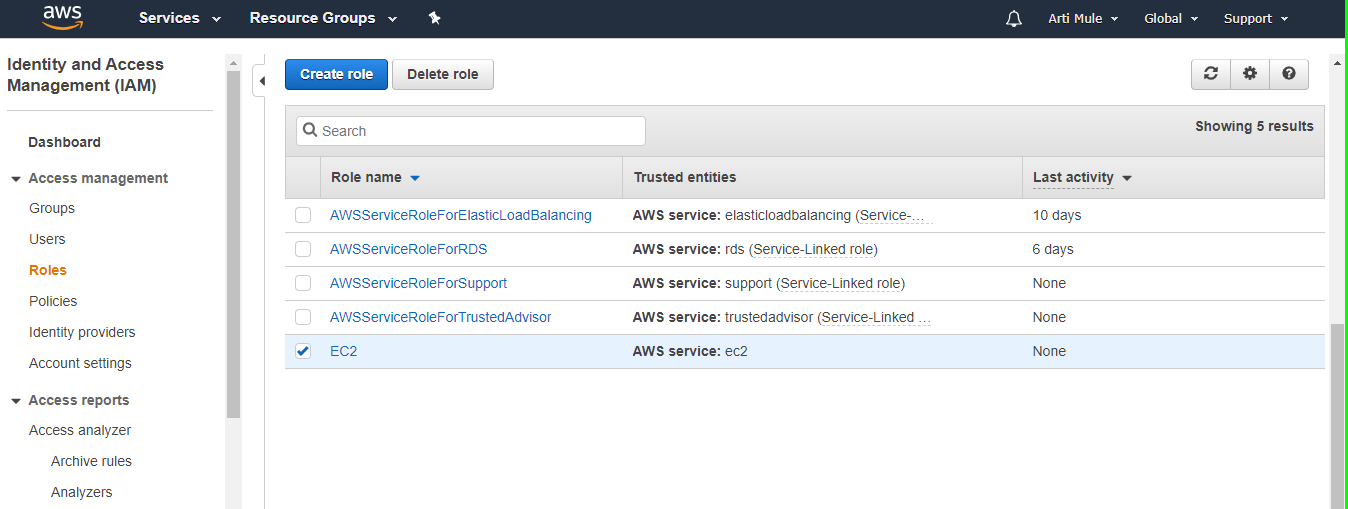 aws Services Resource Groups Arti Mule Global Support
Identity and Access
Management (IAM)
Dashboard
Access management
Groups
Users
Roles
Policies
Identity providers
Account settings
Access reports
Access analyzer
Archive rules
Analyzers
Create role Delete role
Search Showing 5 results
Role name Trusted entities Last activity
AWSServiceRoleForElasticLoadBalancing AWS service: elasticloadbalancing (Service-... 10 days
AWSServiceRoleForRDS AWS service: rds (Service-Linked role) 6 days
AWSServiceRoleForSupport AWS service: support (Service-Linked role) None
AWSServiceRoleForTrustedAdvisor AWS service: trustedadvisor (Service-Linked ... None
EC2 AWS service: ec2 None